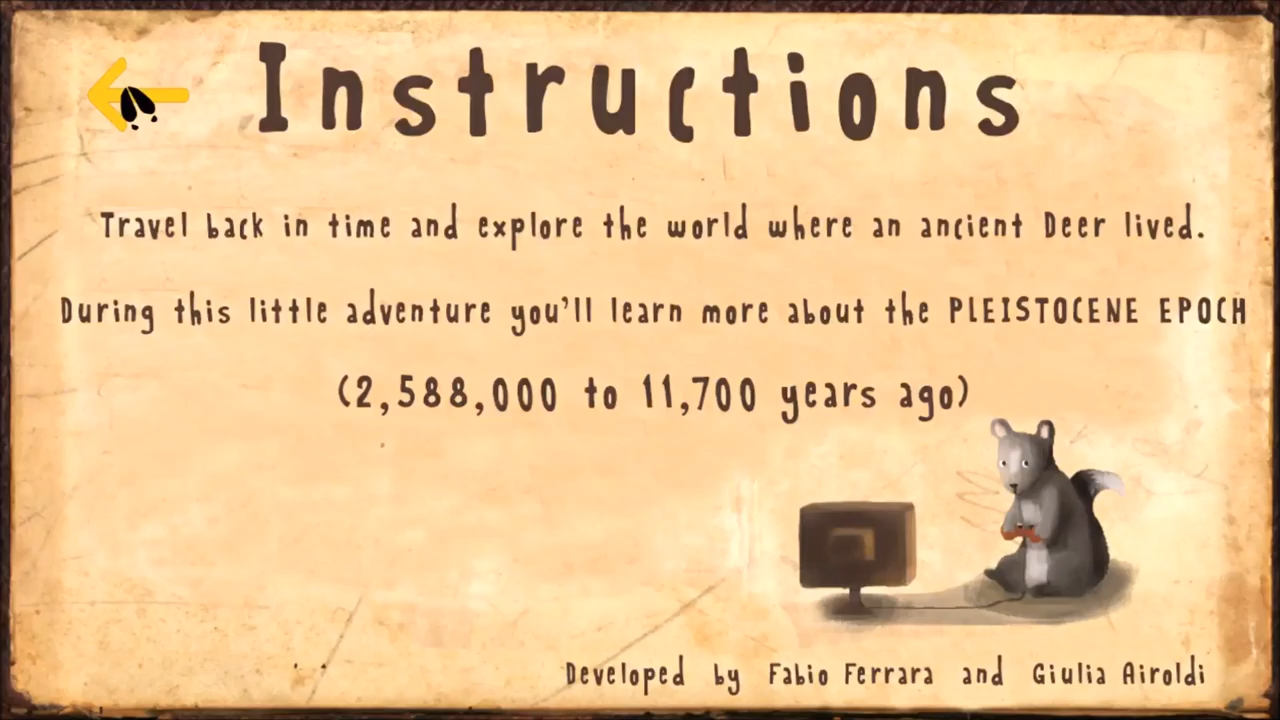 Instructions
Travel back in time and explore the world where an ancient Deer lived.
During this little adventure you'll learn more about the PLEISTOCENE EPOCH
(2,588,000 to 11,700 years ago)
Developed by Fabio Ferrara and Giulia Airoldi